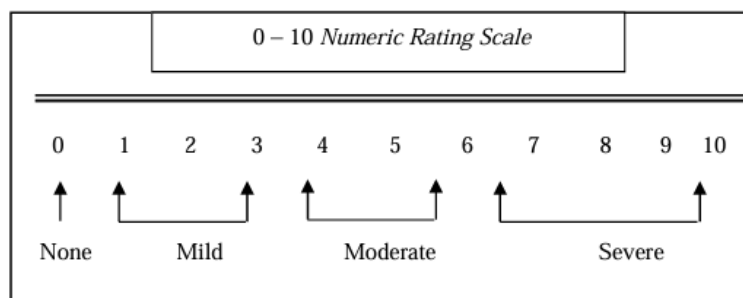 0 – 10 Numeric Rating Scale
0 1 2 3 4 5 6 7 8 9 10
None Mild Moderate Severe